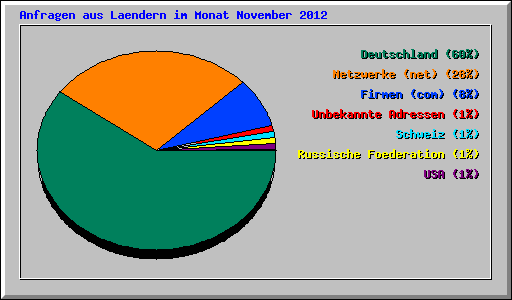 Anfragen aus Laendern im Monat November 2012
Deutschland (60%)
Netzwerke (net) (28%)
Firmen (com) (8%)
Unbekannte Adressen (1%)
Schweiz (1%)
Russische Foederation (1%)
USA (1%)